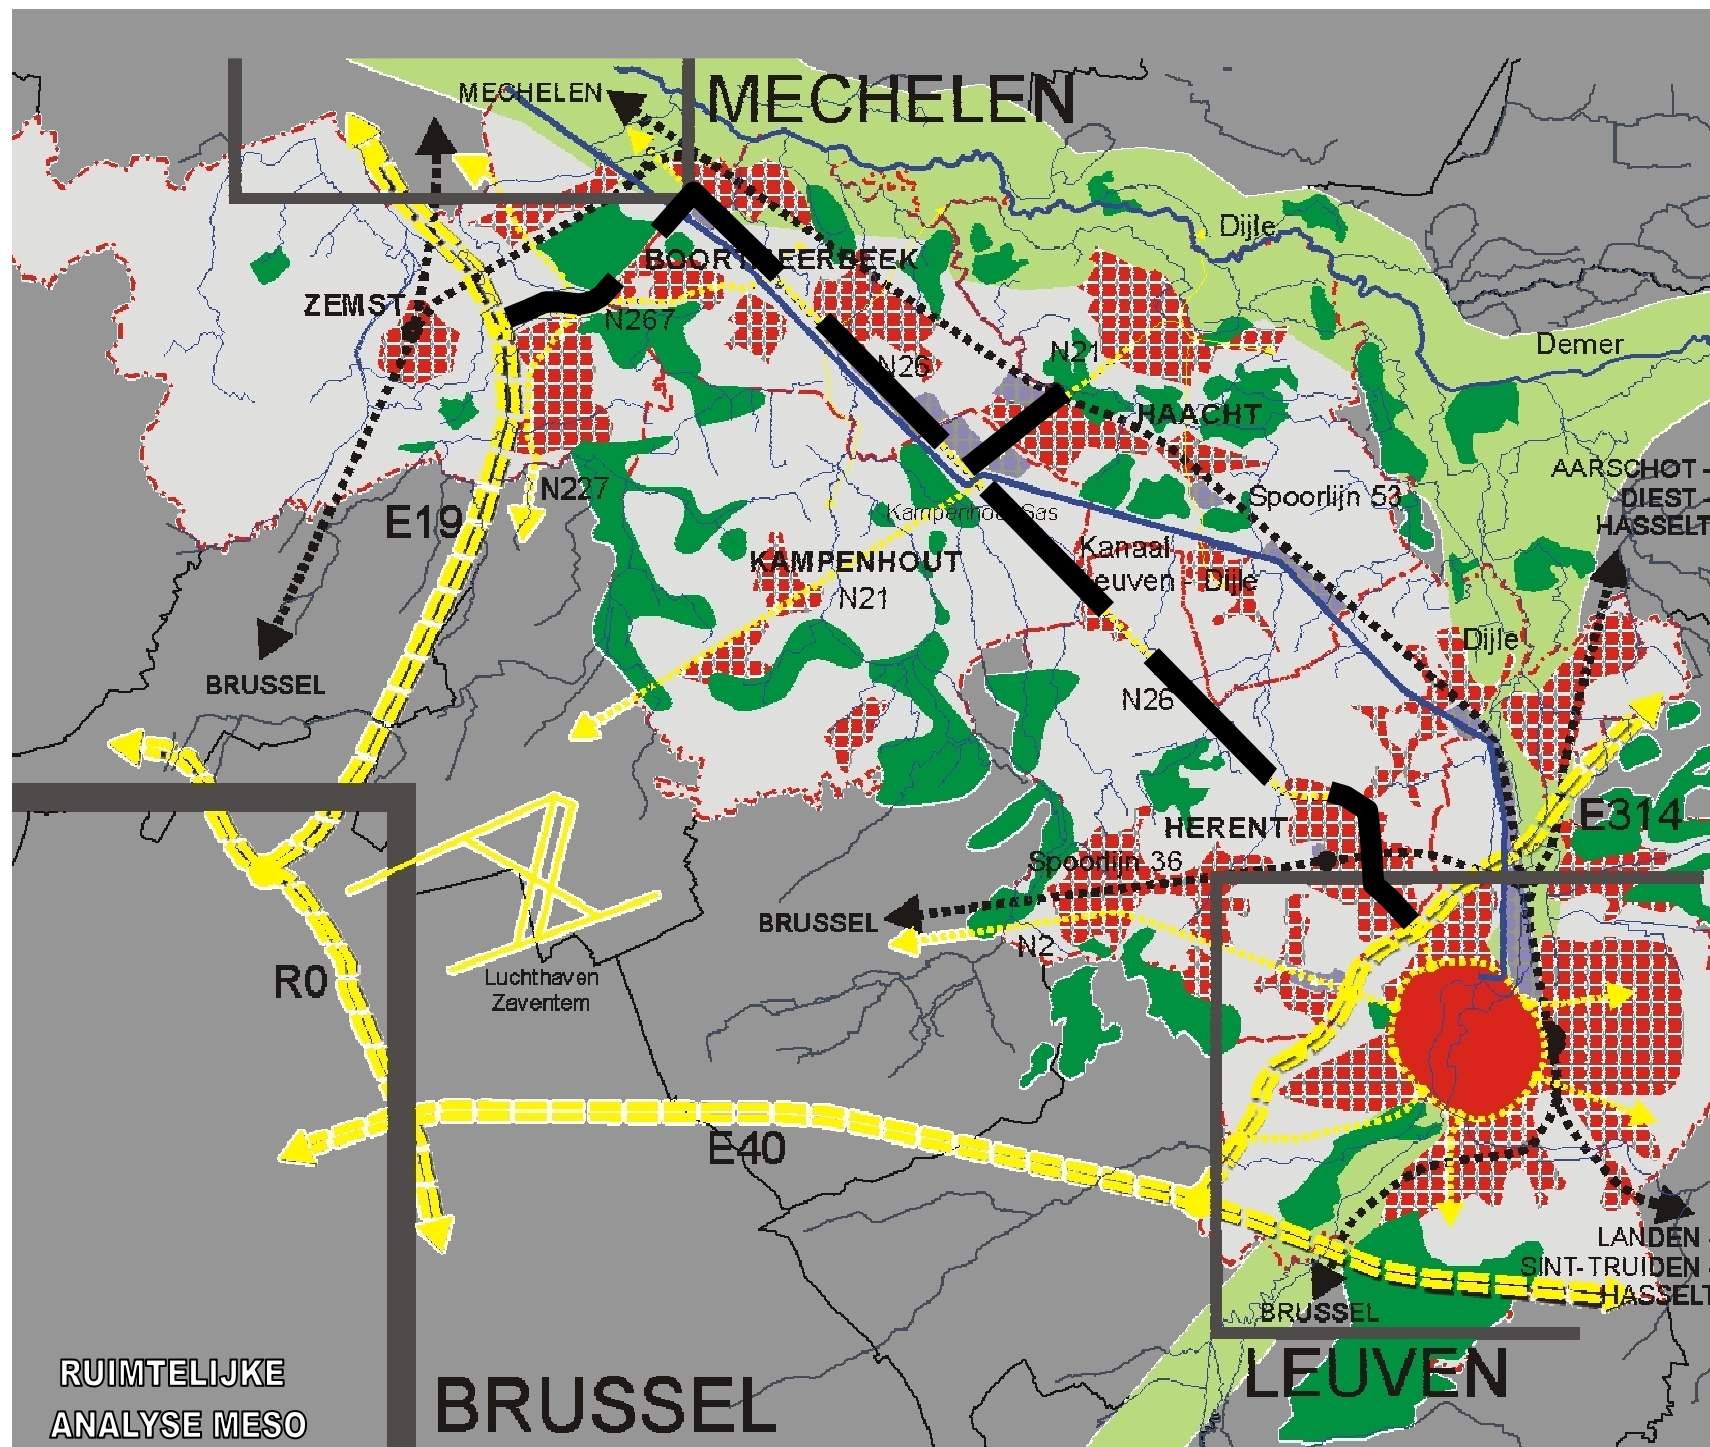 MECHELEN
MECHELEN
Dijle
BOORTMEERBEEK
ZEMST
N267
Demer
N21
N26
HAACHT
AARSCHOT -
DIEST -
HASSELT
N227
Spoorlijn 53
E19
Kampenhout-Sas
Kanaal
Leuven - Dijle
KAMPENHOUT
N21
Dijle
BRUSSEL
N26
E314
HERENT
Spoorlijn 36
BRUSSEL
N2
R0
Luchthaven
Zaventem
E40
LANDEN -
SINT-TRUIDEN -
HASSELT
BRUSSEL
LEUVEN
RUIMTELIJKE
ANALYSE MESO
BRUSSEL